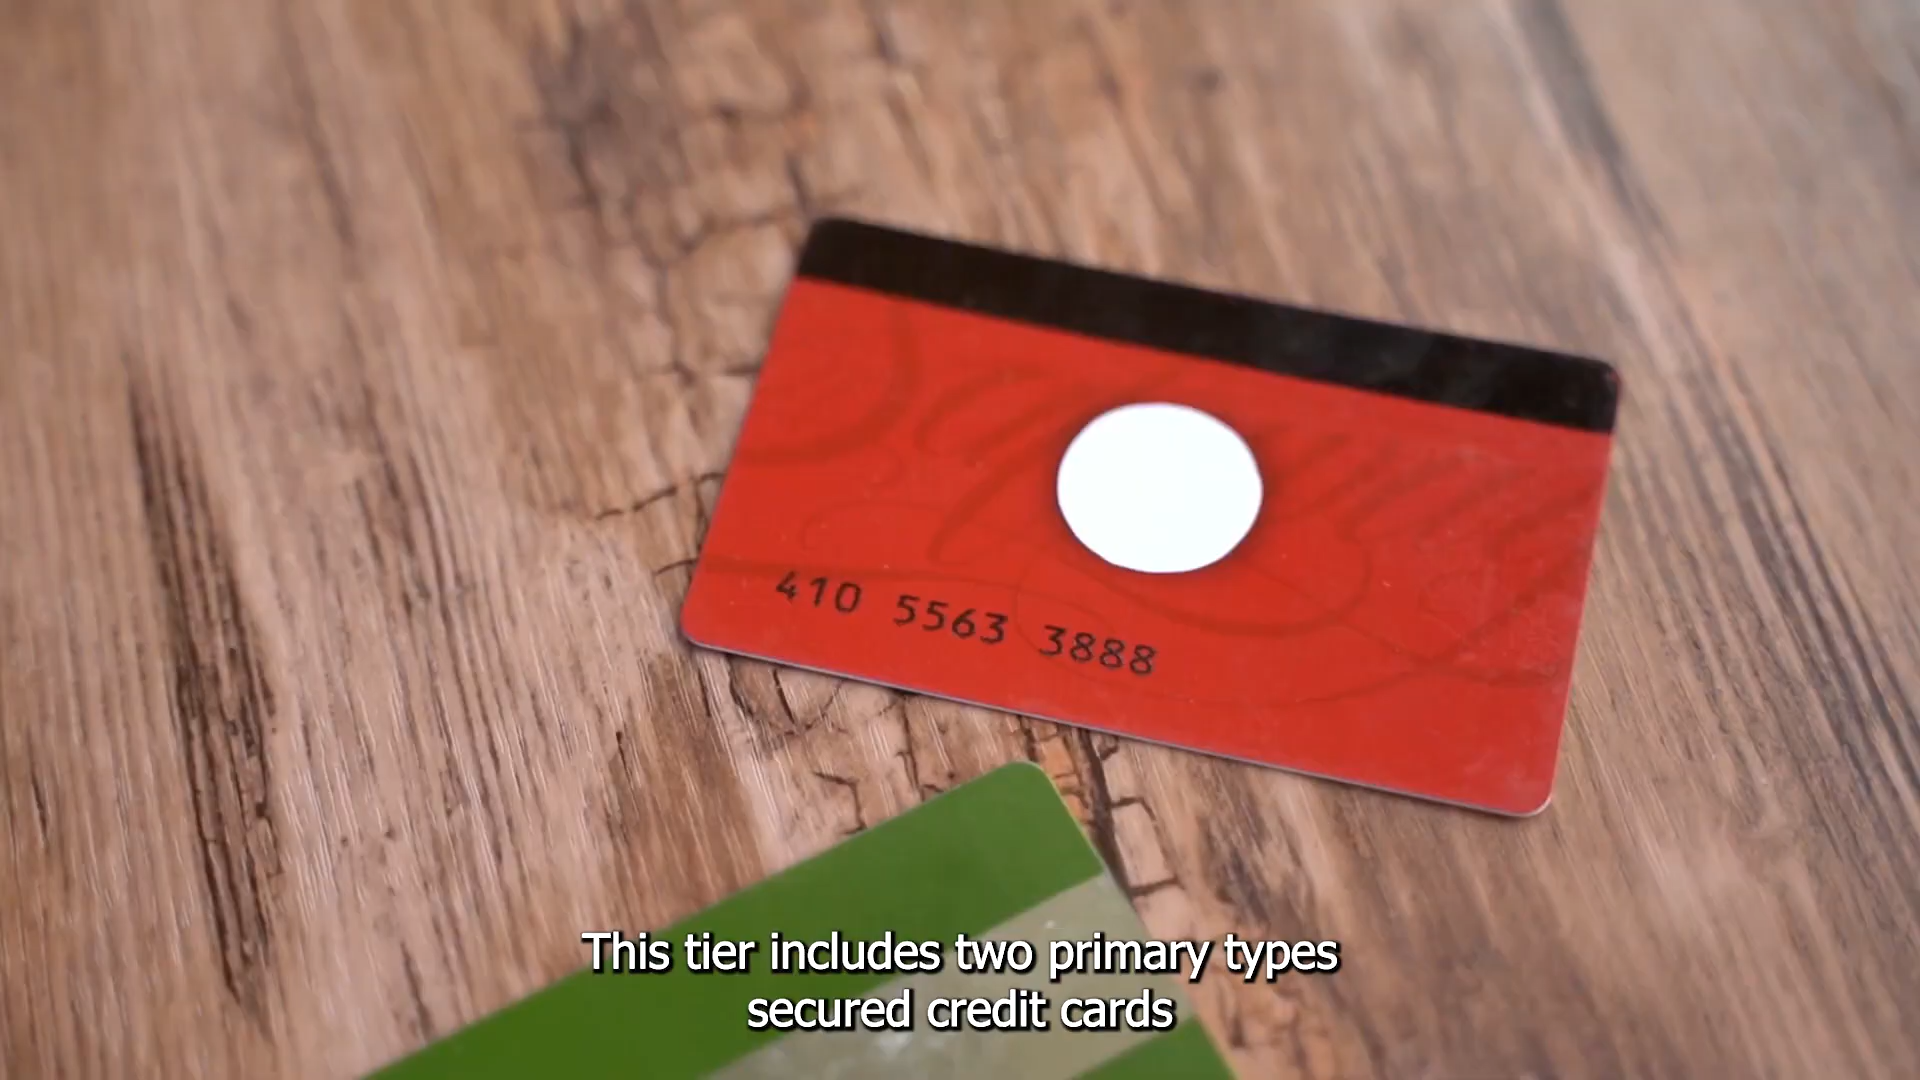 410 5563 3888
This tier includes two primary types
secured credit cards